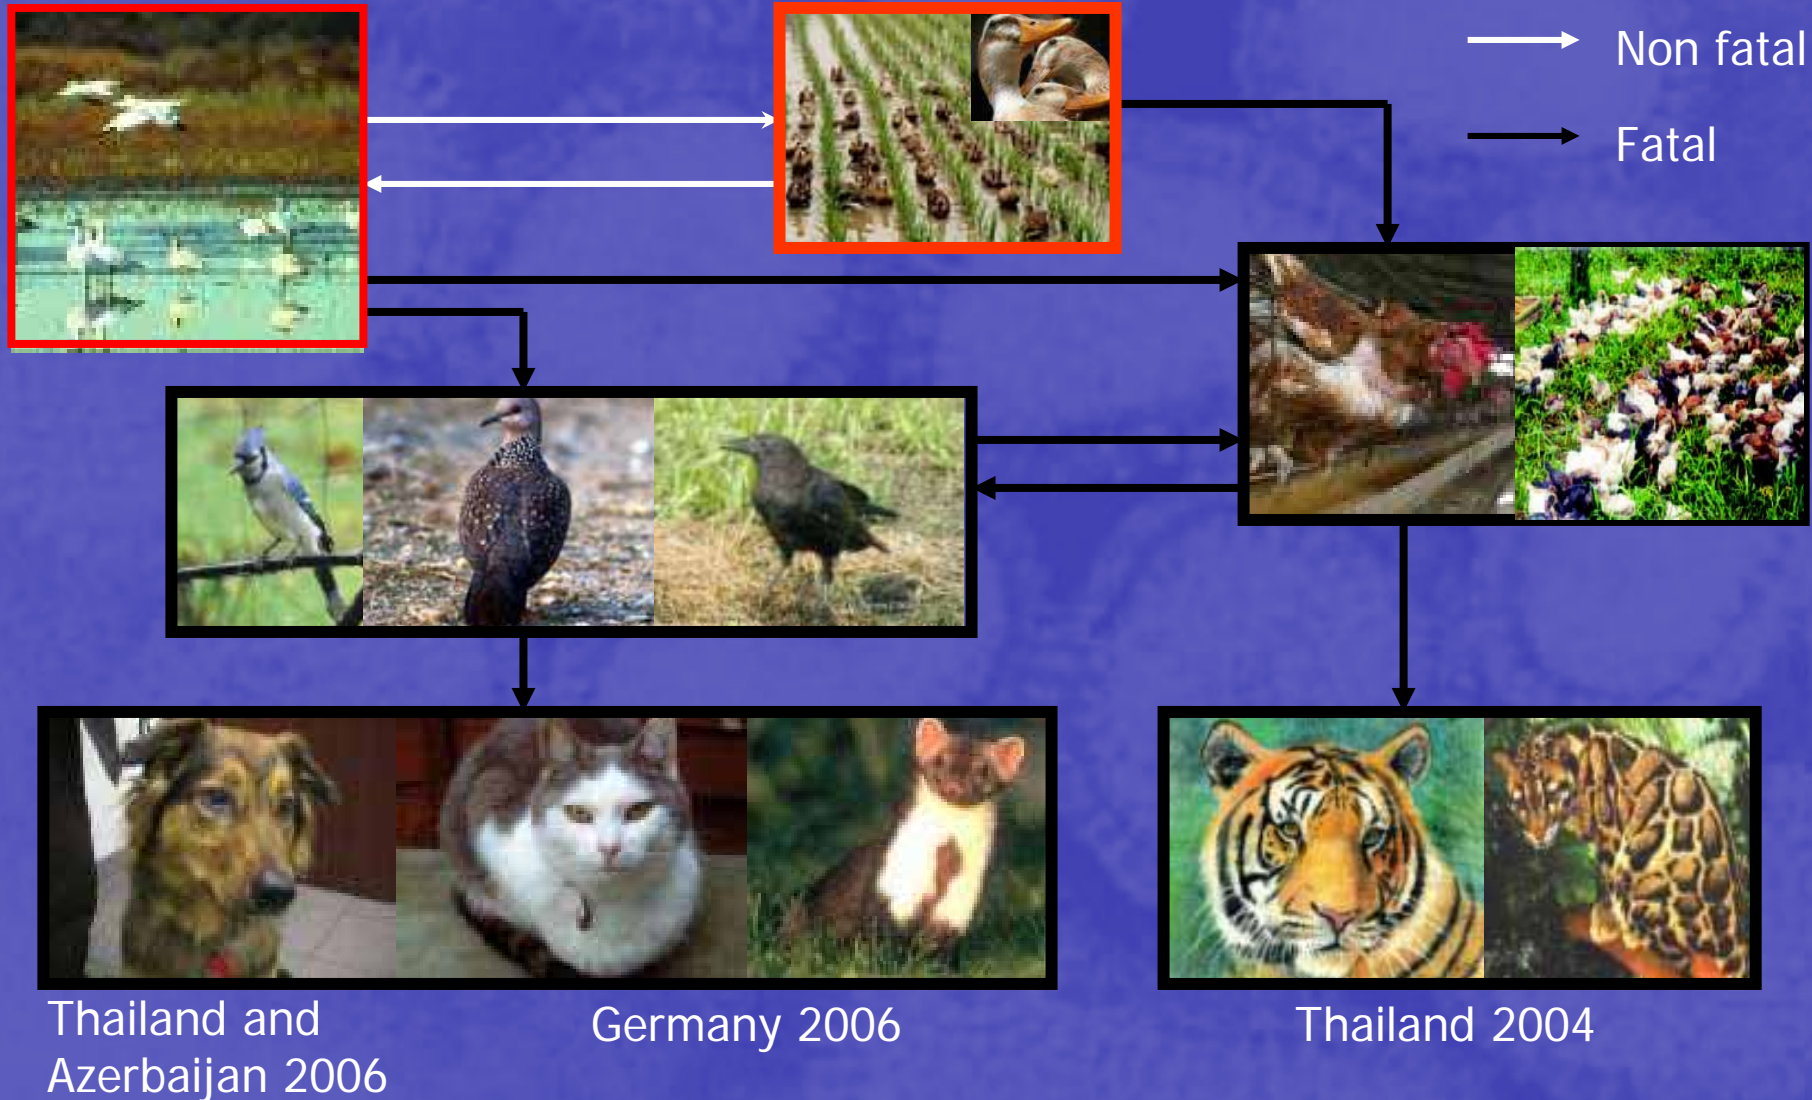 Non fatal
Fatal
Thailand and
Azerbaijan 2006
Germany 2006
Thailand 2004